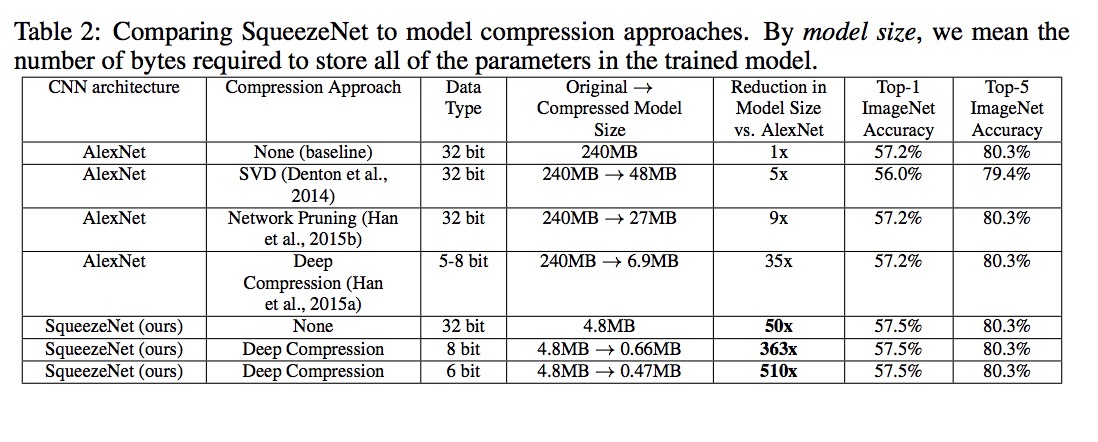 Table 2: Comparing SqueezeNet to model compression approaches. By model size, we mean the
number of bytes required to store all of the parameters in the trained model.
CNN architecture Compression Approach Data Type Original → Compressed Model Size Reduction in Model Size vs. AlexNet Top-1 ImageNet Accuracy Top-5 ImageNet Accuracy
AlexNet None (baseline) 32 bit 240MB 1x 57.2% 80.3%
AlexNet SVD (Denton et al., 2014) 32 bit 240MB → 48MB 5x 56.0% 79.4%
AlexNet Network Pruning (Han et al., 2015b) 32 bit 240MB → 27MB 9x 57.2% 80.3%
AlexNet Deep Compression (Han et al., 2015a) 5-8 bit 240MB → 6.9MB 35x 57.2% 80.3%
SqueezeNet (ours) None 32 bit 4.8MB 50x 57.5% 80.3%
SqueezeNet (ours) Deep Compression 8 bit 4.8MB → 0.66MB 363x 57.5% 80.3%
SqueezeNet (ours) Deep Compression 6 bit 4.8MB → 0.47MB 510x 57.5% 80.3%